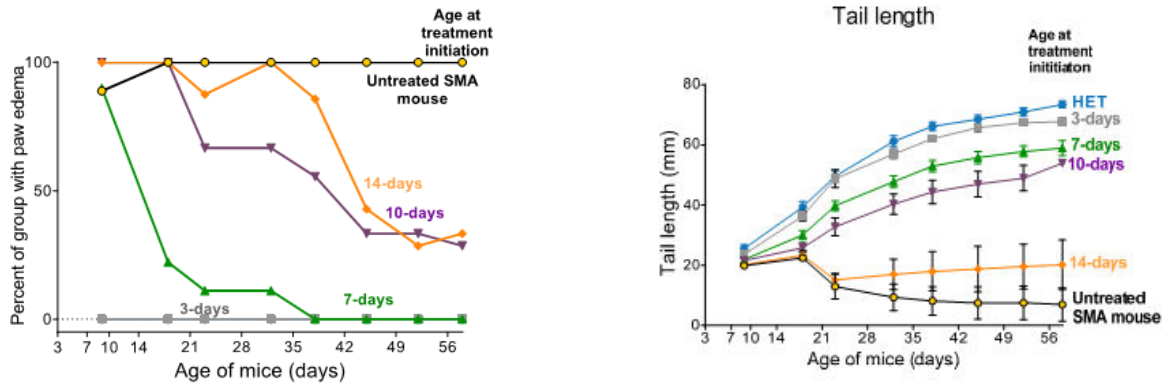 Age at
treatment
initiation
Untreated SMA
mouse
100
50
0
Percent of group with paw edema
14-days
10-days
7-days
3-days
3 7 10 14 21 28 35 42 49 56
Age of mice (days)
Tail length
Age at
treatment
inititiaton
80
60
40
20
0
Tail length (mm)
HET
3-days
7-days
10-days
14-days
Untreated
SMA mouse
3 7 10 14 21 28 35 42 49 56
Age of mice (days)